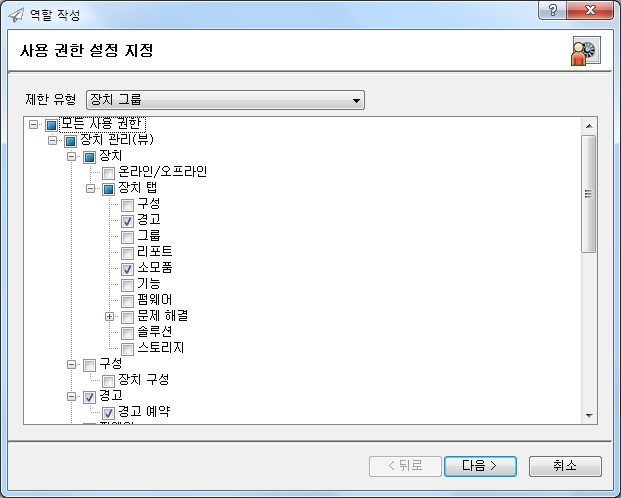 역할 작성
사용 권한 설정 지정
제한 유형 장치 그룹
모든 사용 권한
장치 관리(뷰)
장치
온라인/오프라인
장치 탭
구성
경고
그룹
리포트
소모품
기능
펌웨어
문제 해결
솔루션
스토리지
구성
장치 구성
경고
경고 예약
< 뒤로 다음 > 취소